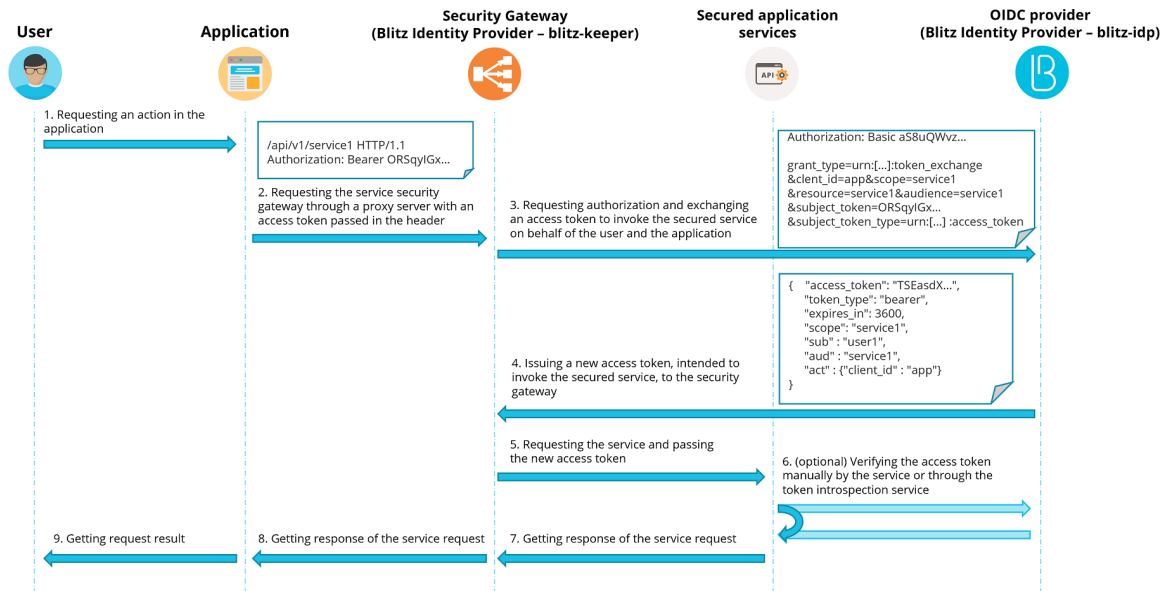 User
Application
Security Gateway
(Blitz Identity Provider – blitz-keeper)
Secured application
services
OIDC provider
(Blitz Identity Provider – blitz-idp)
API
1. Requesting an action in the
application
/api/v1/service1 HTTP/1.1
Authorization: Bearer ORSqyIGx...
2. Requesting the service security
gateway through a proxy server with an
access token passed in the header
3. Requesting authorization and exchanging
an access token to invoke the secured service
on behalf of the user and the application
Authorization: Basic aS8uQWvz...
grant_type=urn:[...]:token_exchange
&clent_id=app&scope=service1
&resource=service1&audience=service1
&subject_token=ORSqyIGx...
&subject_token_type=urn:[...] :access_token
{ "access_token": "TSEasdX...",
"token_type": "bearer",
"expires_in": 3600,
"scope": "service1",
"sub" : "user1",
"aud" : "service1",
"act" : {"client_id" : "app"}
}
4. Issuing a new access token, intended to
invoke the secured service, to the security
gateway
5. Requesting the service and passing
the new access token
6. (optional) Verifying the access token
manually by the service or through the
token introspection service
9. Getting request result
8. Getting response of the service request
7. Getting response of the service request